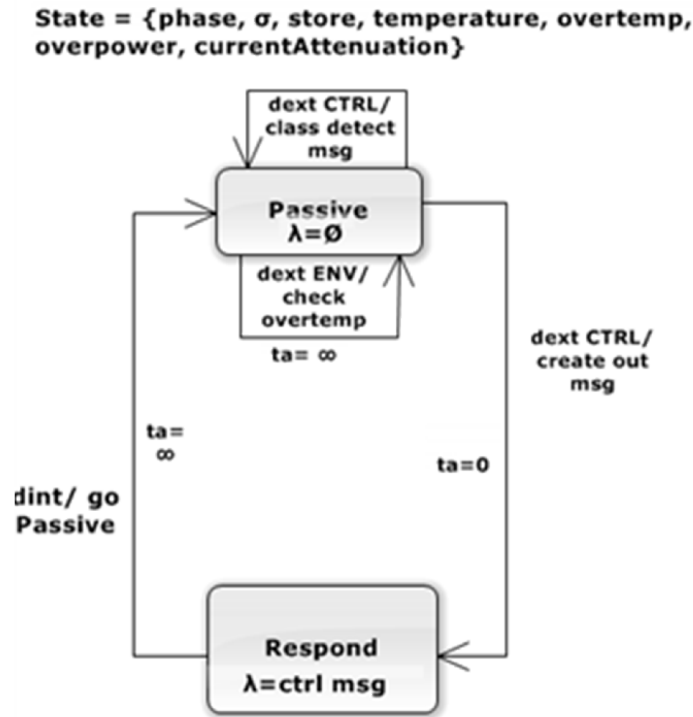 State = {phase, σ, store, temperature, overtemp,
overpower, currentAttenuation}
dext CTRL/
class detect
msg
Passive
λ=Ø
dext ENV/
check
overtemp
ta= ∞
dext CTRL/
create out
msg
ta=
∞
ta=0
dint/ go
Passive
Respond
λ=ctrl msg